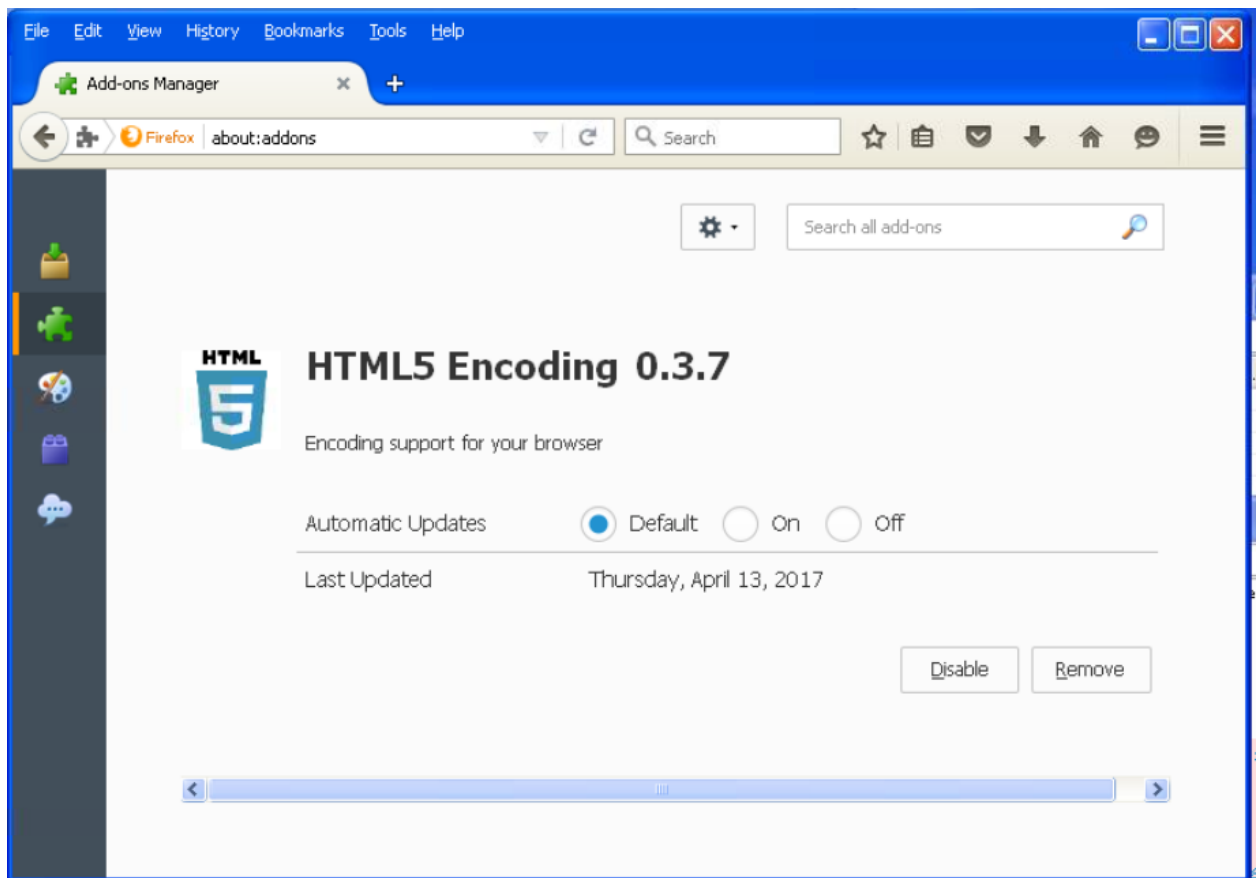 File Edit View History Bookmarks Tools Help
Add-ons Manager
Firefox about:addons Search
Search all add-ons
HTML
5
HTML5 Encoding 0.3.7
Encoding support for your browser
Automatic Updates Default On Off
Last Updated Thursday, April 13, 2017
Disable Remove